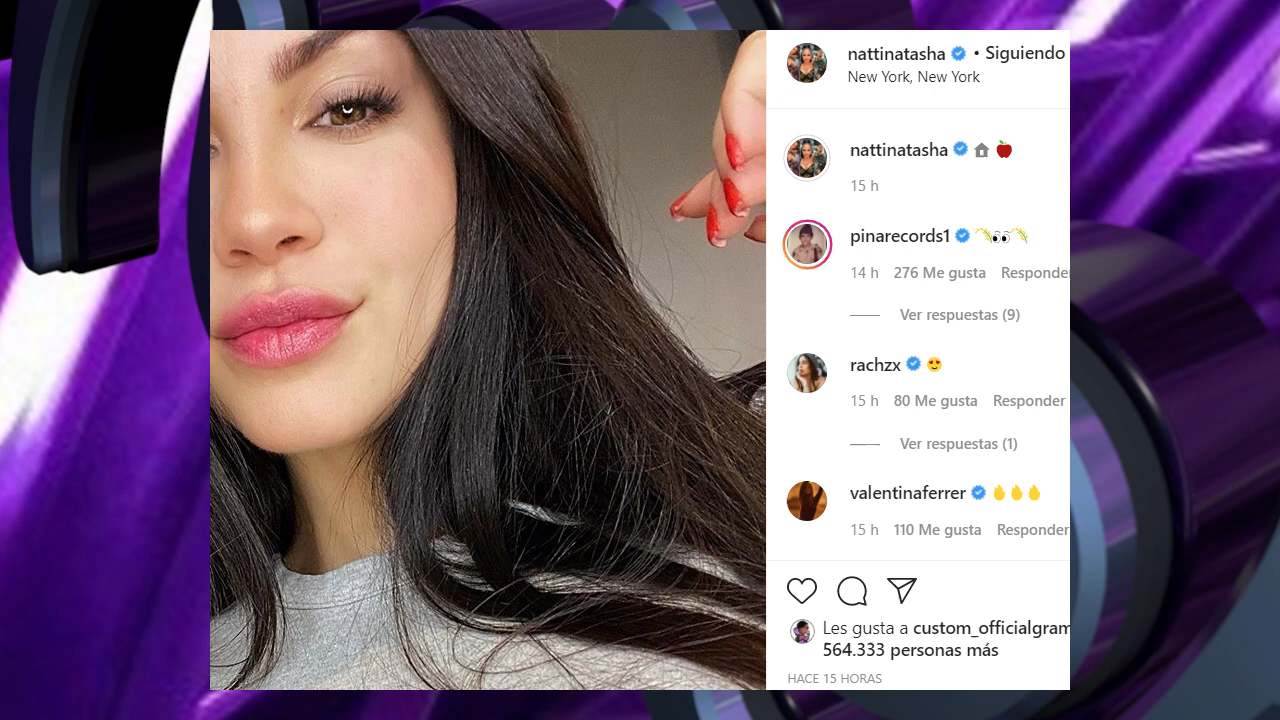 nattinatasha • Siguiendo
New York, New York
nattinatasha
15 h
pinarecords1
14 h 276 Me gusta Responder
Ver respuestas (9)
rachzx
15 h 80 Me gusta Responder
Ver respuestas (1)
valentinaferrer
15 h 110 Me gusta Responder
Les gusta a custom_officialgram
564.333 personas más
HACE 15 HORAS